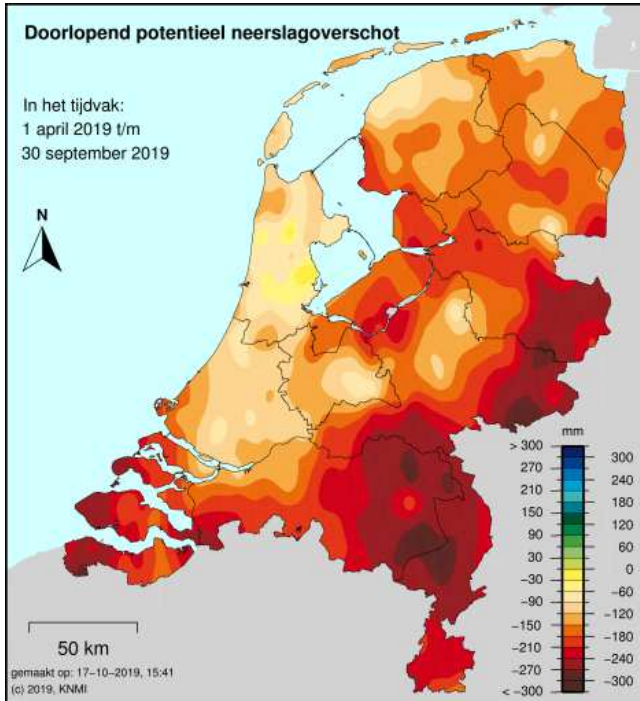 Doorlopend potentieel neerslagoverschot
In het tijdvak:
1 april 2019 t/m
30 september 2019
N
mm
> 300
300
270
240
210
180
150
120
90
60
30
0
−30
−60
−90
−120
−150
−180
−210
−240
−270
−300
< −300
50 km
gemaakt op: 17−10−2019, 15:41
(c) 2019, KNMI